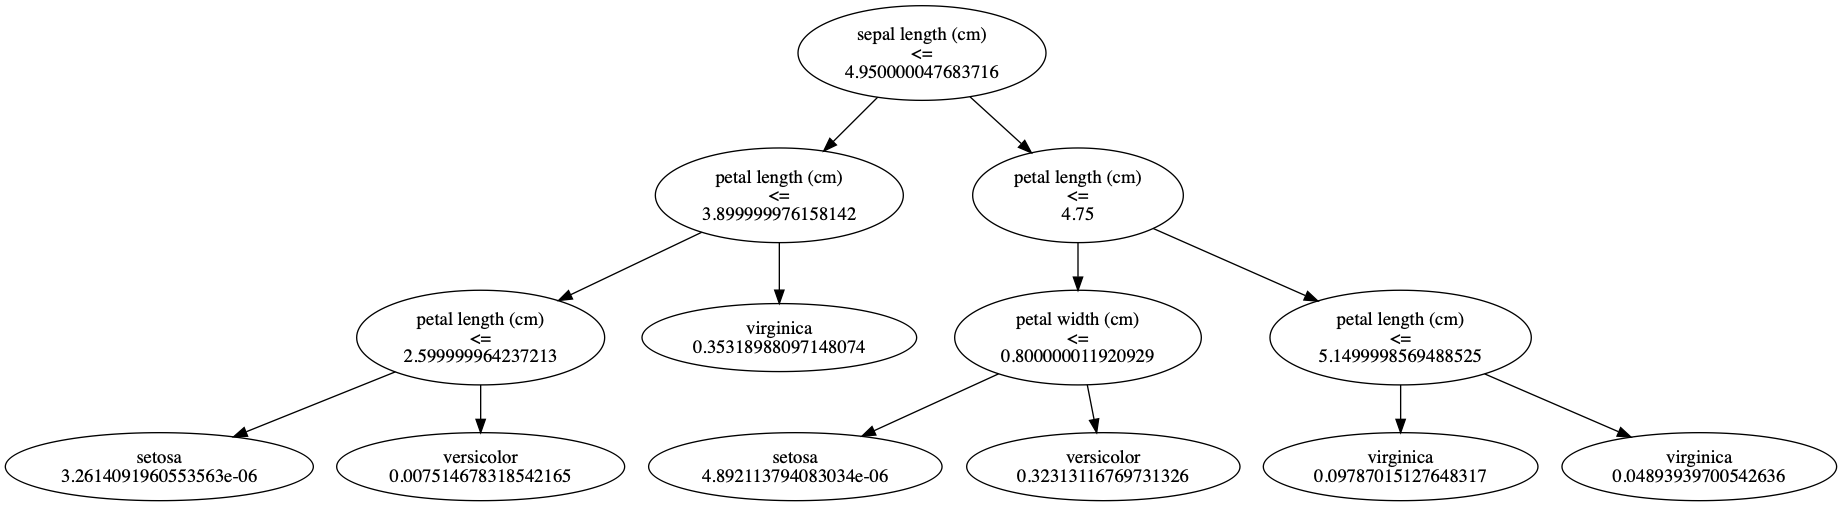 sepal length (cm)
<=
4.950000047683716
petal length (cm)
<=
3.899999976158142
petal length (cm)
<=
4.75
petal length (cm)
<=
2.599999964237213
virginica
0.35318988097148074
petal width (cm)
<=
0.800000011920929
petal length (cm)
<=
5.1499998569488525
setosa
3.2614091960553563e-06
versicolor
0.007514678318542165
setosa
4.892113794083034e-06
versicolor
0.32313116769731326
virginica
0.09787015127648317
virginica
0.04893939700542636